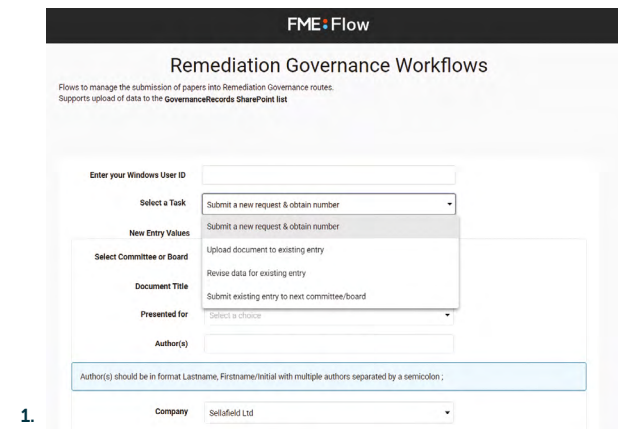 FME Flow
Remediation Governance Workflows
Flows to manage the submission of papers into Remediation Governance routes.
Supports upload of data to the GovernanceRecords SharePoint list
Enter your Windows User ID
Select a Task
Submit a new request & obtain number
New Entry Values
Submit a new request & obtain number
Select Committee or Board
Upload document to existing entry
Revise data for existing entry
Document Title
Submit existing entry to next committee/board
Presented for
Select a choice
Author(s)
Author(s) should be in format Lastname, Firstname/Initial with multiple authors separated by a semicolon ;
1.
Company
Sellafield Ltd